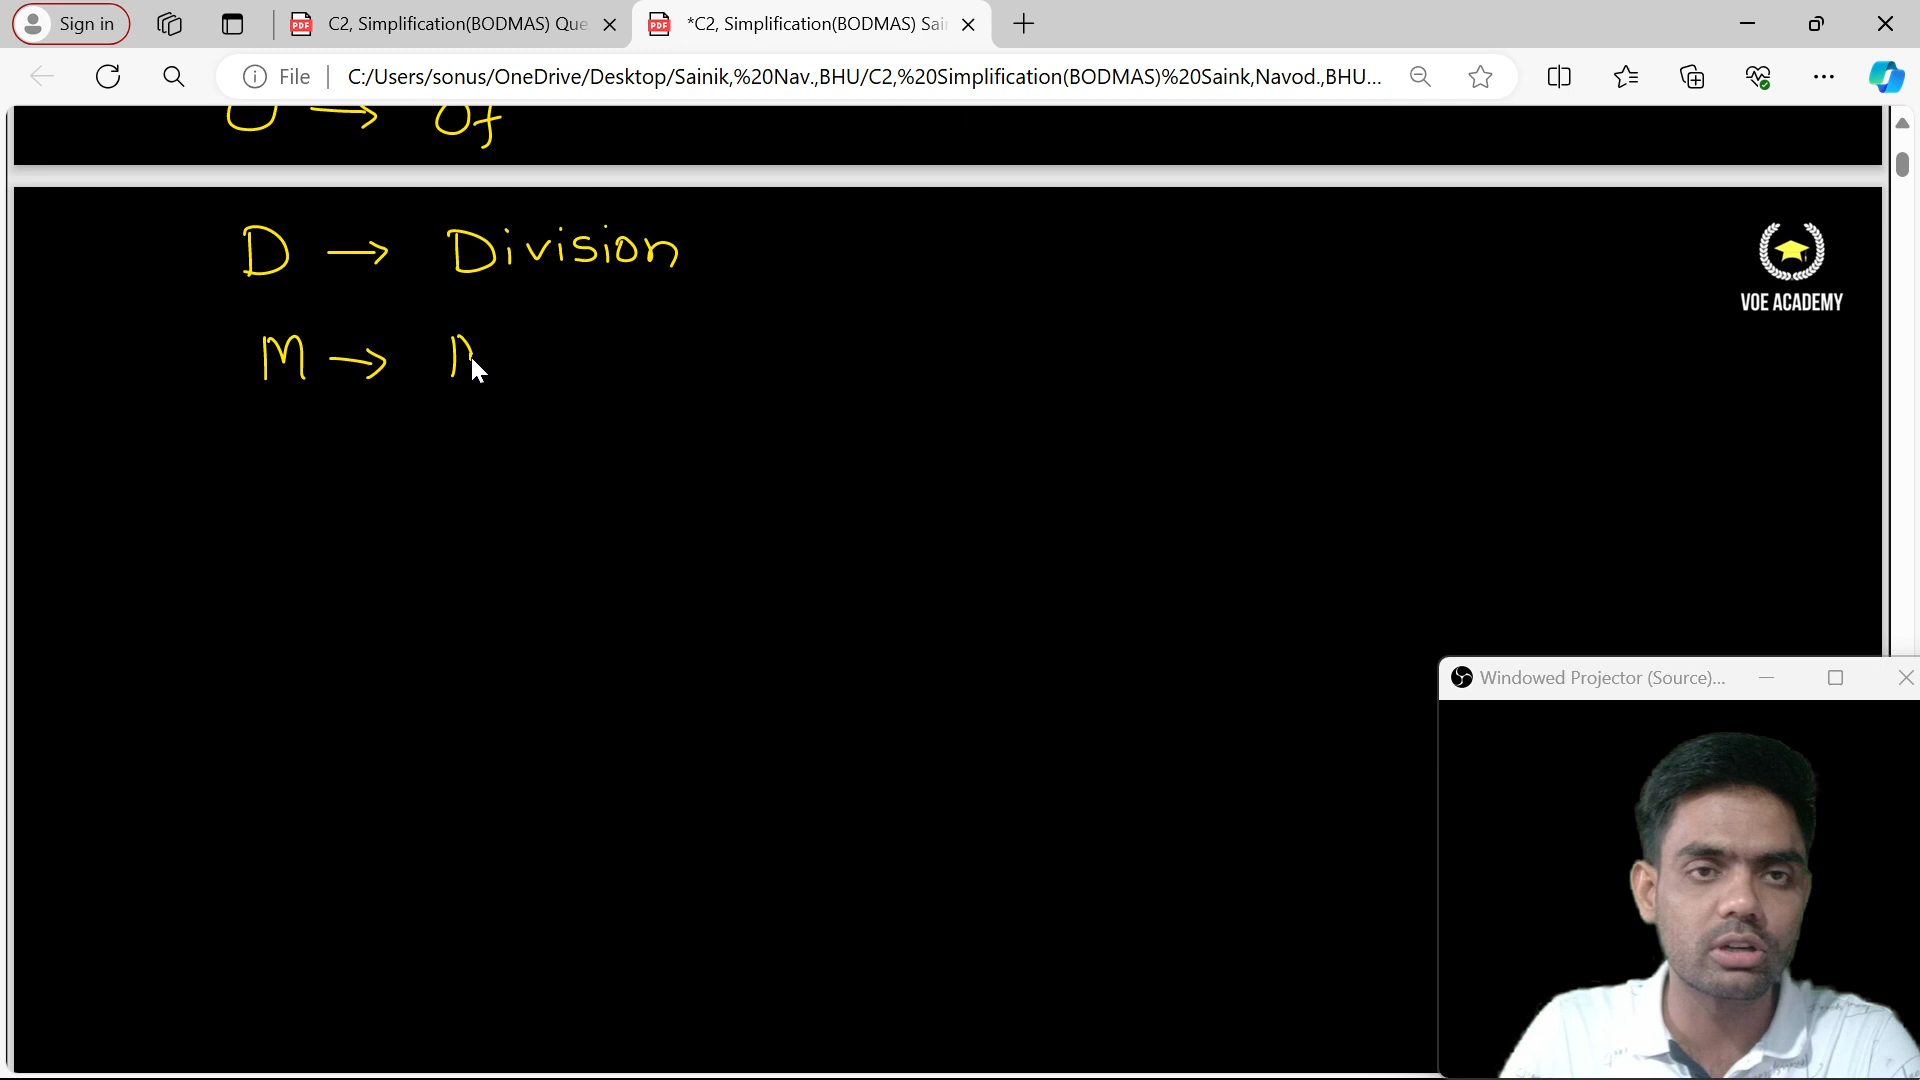 Sign in
C2, Simplification(BODMAS) Que
*C2, Simplification(BODMAS) Sai
File
C:/Users/sonus/OneDrive/Desktop/Sainik,%20Nav.,BHU/C2,%20Simplification(BODMAS)%20Saink,Navod.,BHU...
O → Of
D → Division
VOE ACADEMY
M →
Windowed Projector (Source)...